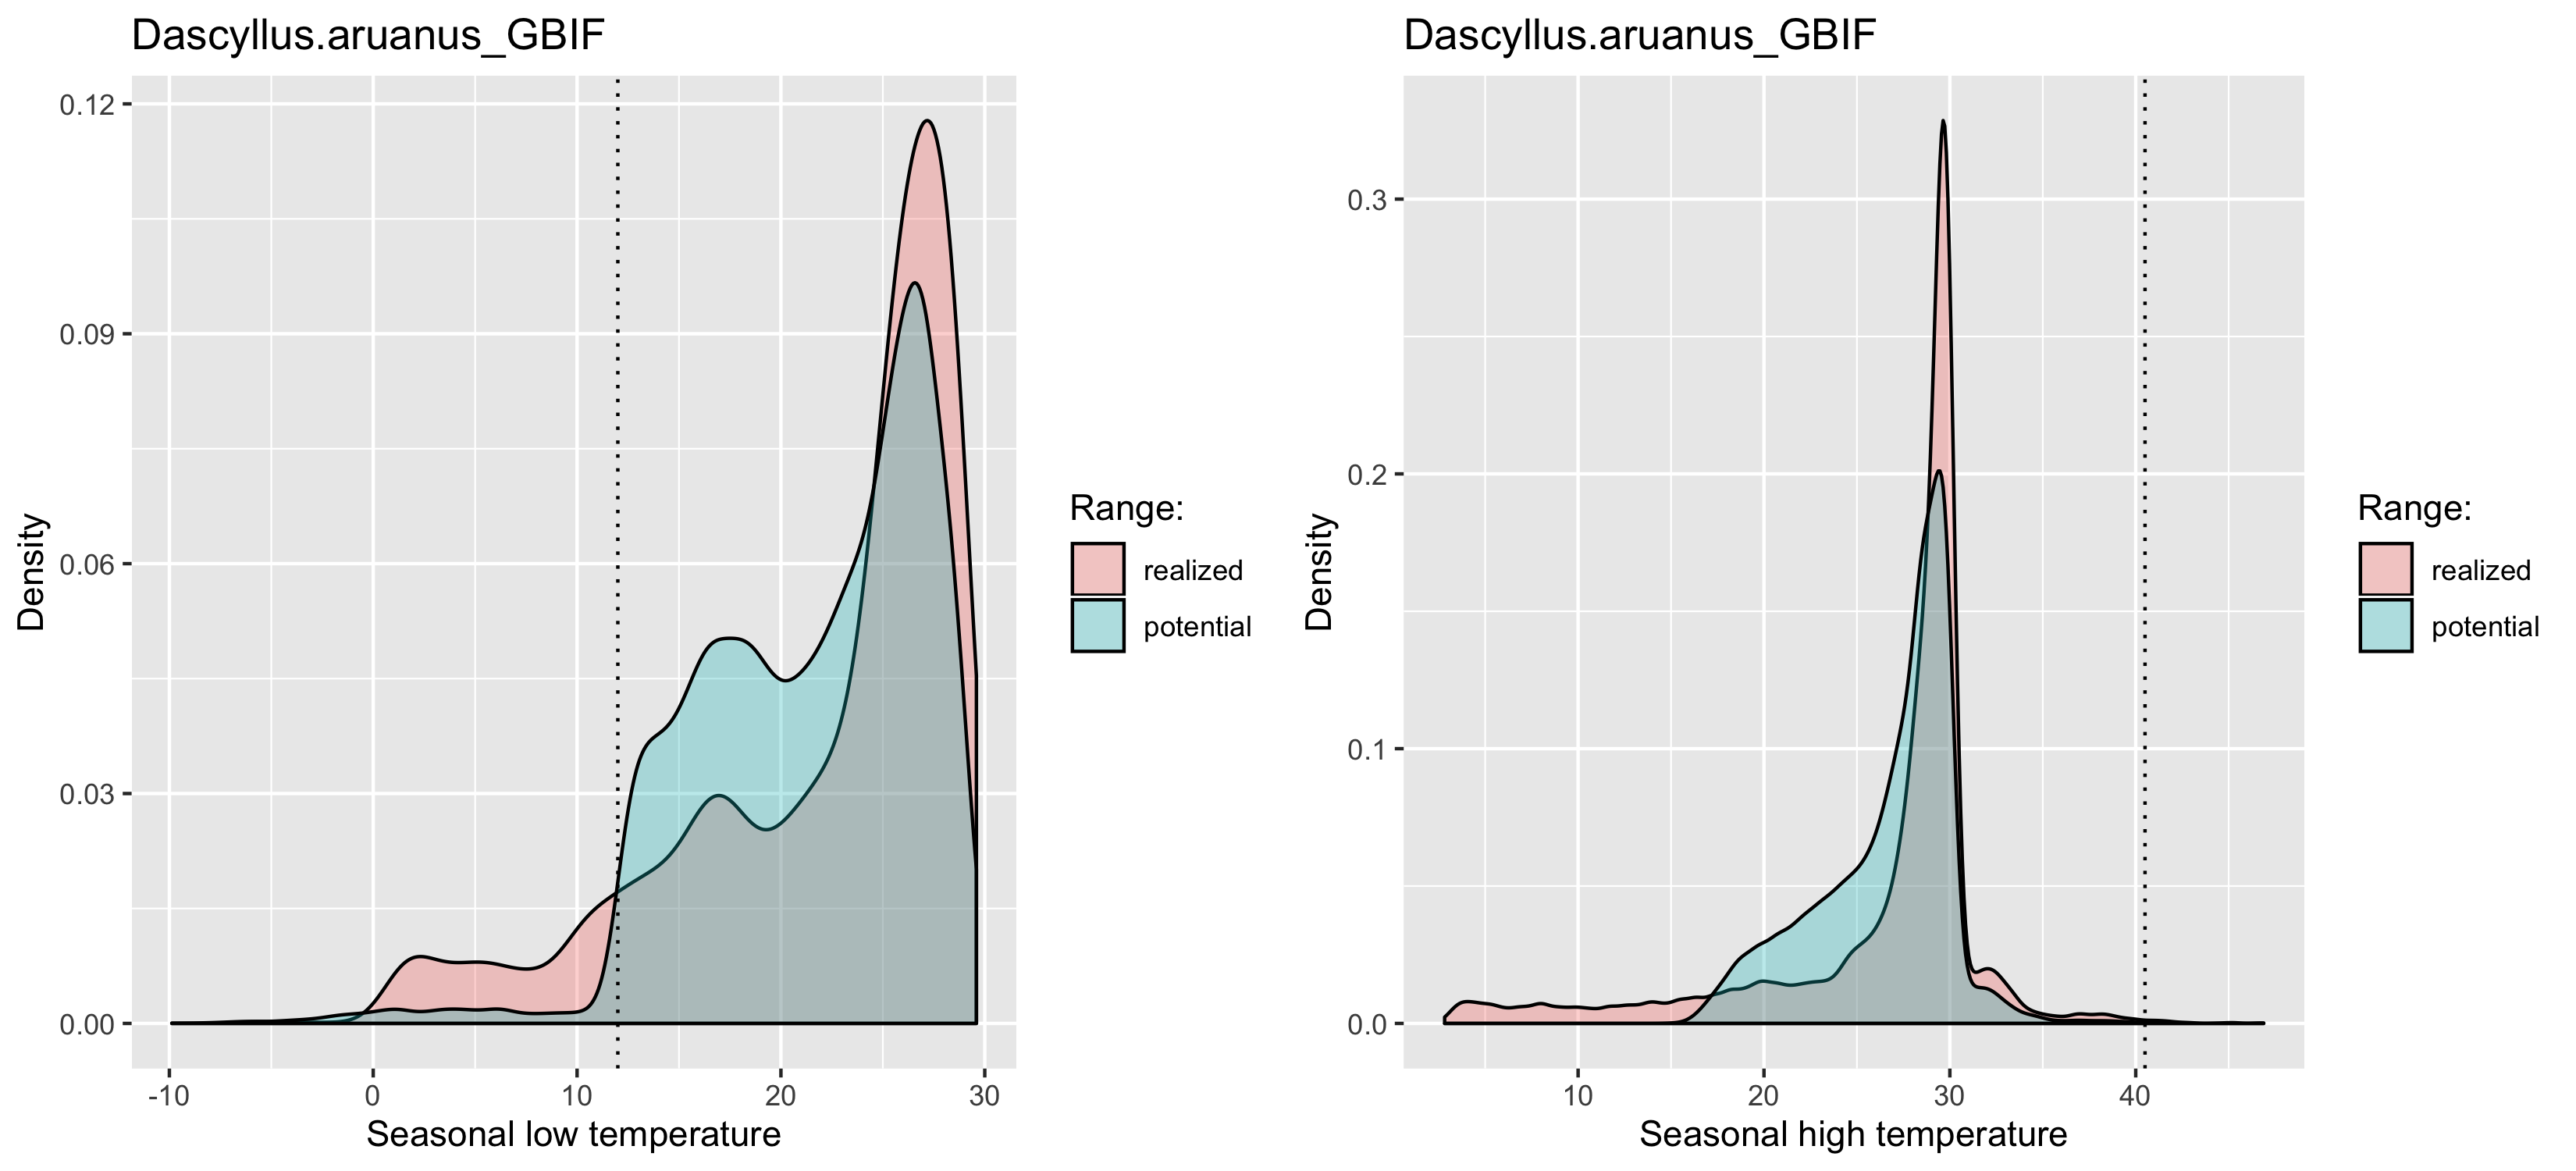 Dascyllus.aruanus_GBIF
0.12
0.09
0.06
0.03
0.00
Density
-10 0 10 20 30
Seasonal low temperature
Range:
realized
potential
Dascyllus.aruanus_GBIF
0.3
0.2
0.1
0.0
Density
10 20 30 40
Seasonal high temperature
Range:
realized
potential